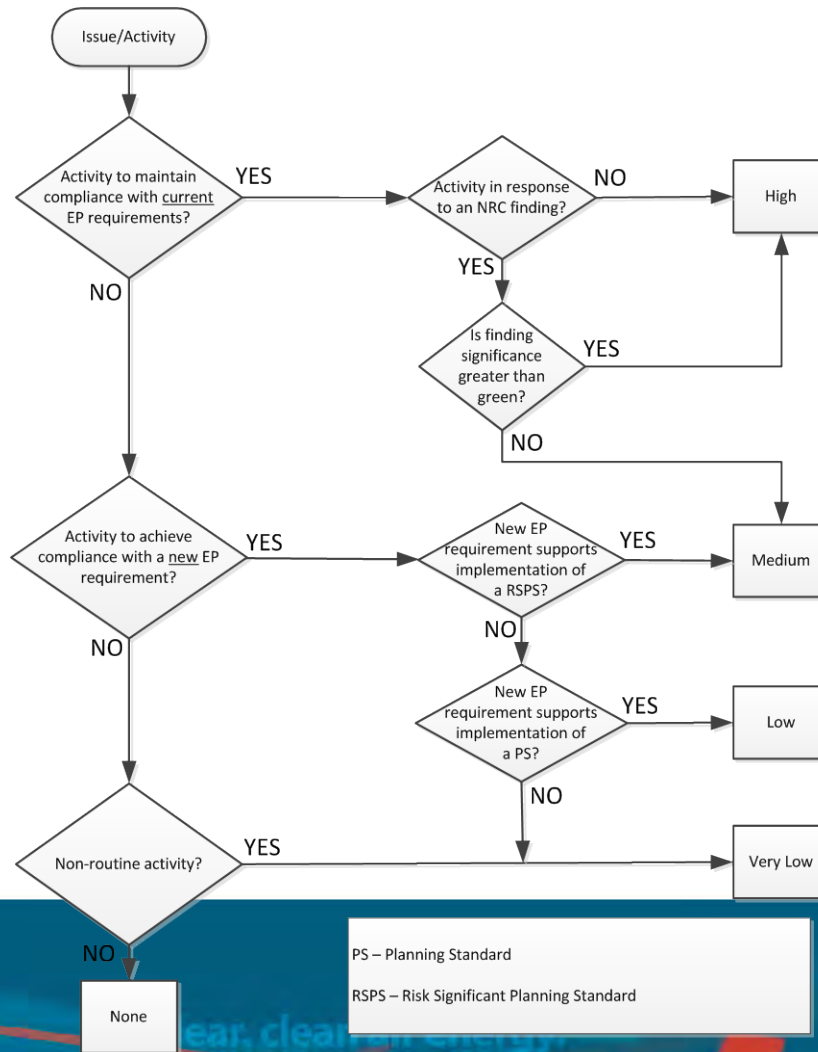 Issue/Activity
Activity to maintain
compliance with current
EP requirements?
YES
Activity in response
to an NRC finding?
NO
High
NO
YES
Is finding
significance
greater than
green?
YES
NO
Activity to achieve
compliance with a new EP
requirement?
YES
New EP
requirement supports
implementation of
a RSPS?
YES
Medium
NO
NO
New EP
requirement supports
implementation of
a PS?
YES
Low
NO
Non-routine activity?
YES
Very Low
NO
None
PS – Planning Standard
RSPS – Risk Significant Planning Standard
ear. clean air energy.